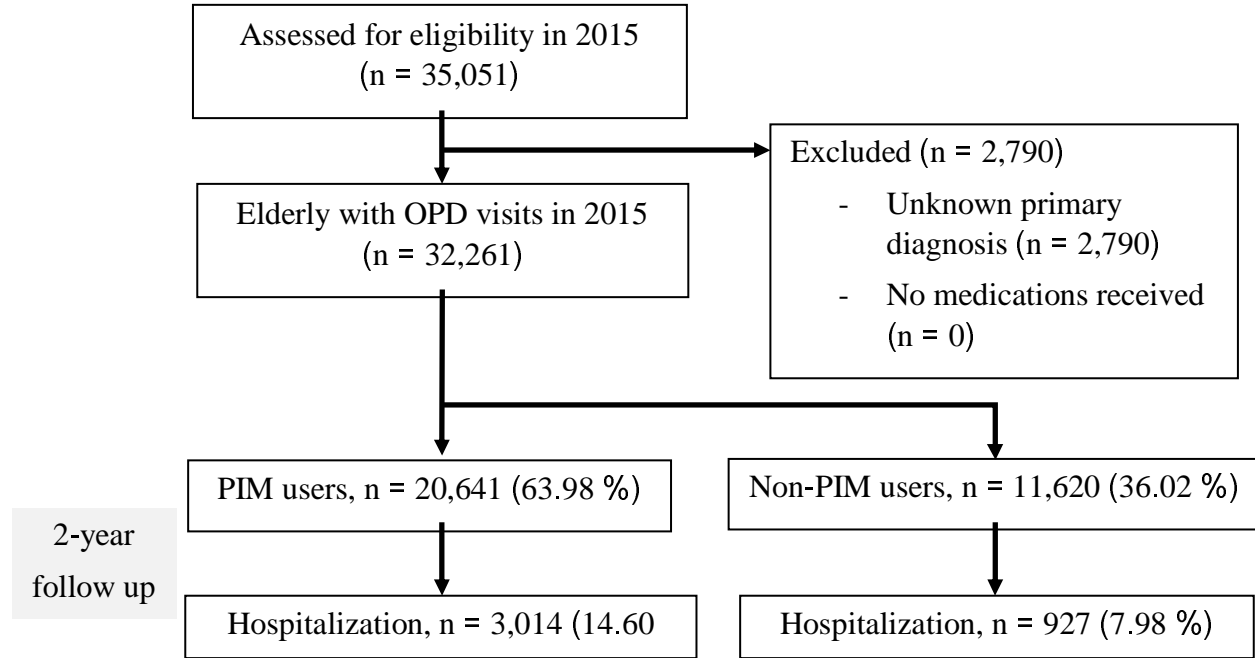 Assessed for eligibility in 2015
(n = 35,051)
Excluded (n = 2,790)
- Unknown primary
diagnosis (n = 2,790)
- No medications received
(n = 0)
Elderly with OPD visits in 2015
(n = 32,261)
PIM users, n = 20,641 (63.98 %)
Non-PIM users, n = 11,620 (36.02 %)
2-year
follow up
Hospitalization, n = 3,014 (14.60
Hospitalization, n = 927 (7.98 %)